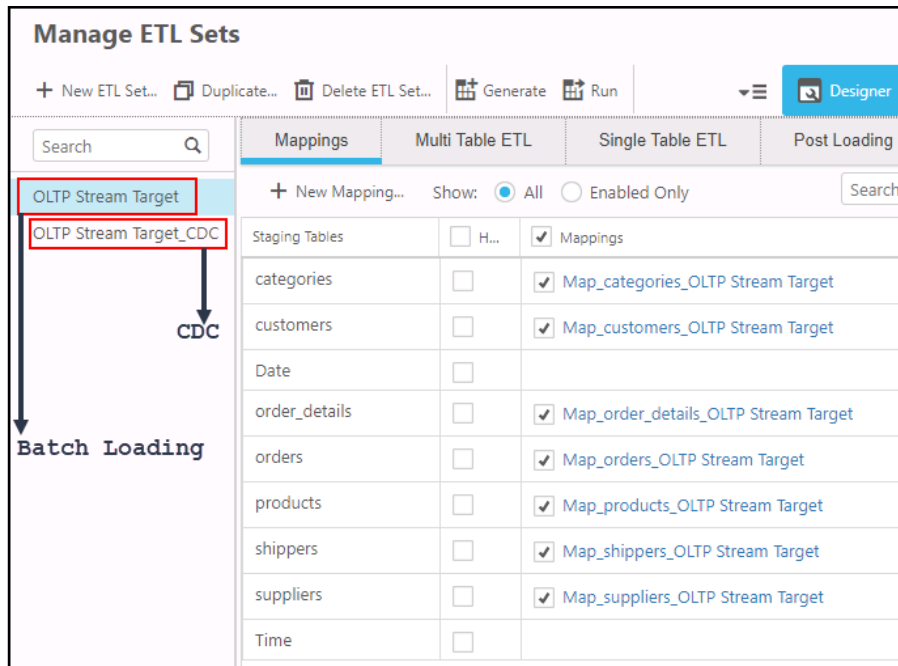 Manage ETL Sets
New ETL Set... Duplicate... Delete ETL Set... Generate Run Designer
Search Mappings Multi Table ETL Single Table ETL Post Loading
New Mapping... Show: All Enabled Only Search
OLTP Stream Target
OLTP Stream Target_CDC
Staging Tables H... Mappings
categories Map_categories_OLTP Stream Target
customers Map_customers_OLTP Stream Target
CDC
Date
order_details Map_order_details_OLTP Stream Target
Batch Loading
orders Map_orders_OLTP Stream Target
products Map_products_OLTP Stream Target
shippers Map_shippers_OLTP Stream Target
suppliers Map_suppliers_OLTP Stream Target
Time